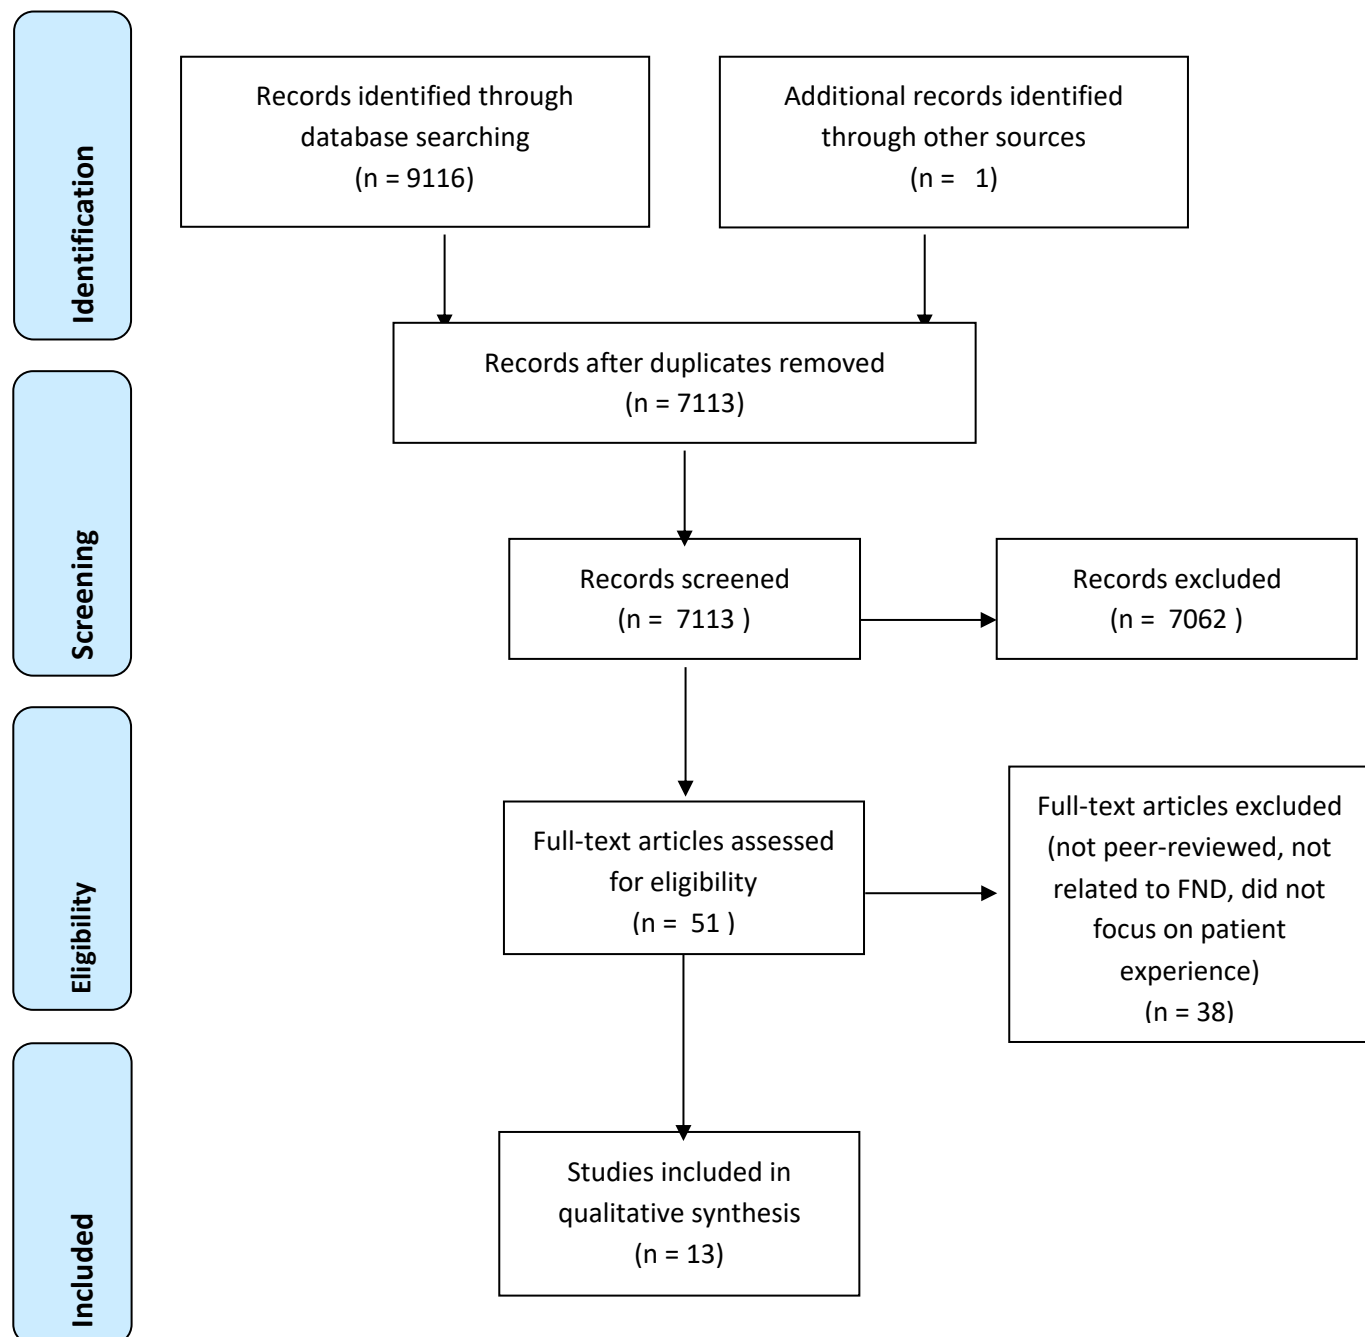 Identification
Records identified through
database searching
(n = 9116)
Additional records identified
through other sources
(n = 1)
Records after duplicates removed
(n = 7113)
Screening
Records screened
(n = 7113 )
Records excluded
(n = 7062 )
Eligibility
Full-text articles assessed
for eligibility
(n = 51 )
Full-text articles excluded
(not peer-reviewed, not
related to FND, did not
focus on patient
experience)
(n = 38)
Included
Studies included in
qualitative synthesis
(n = 13)